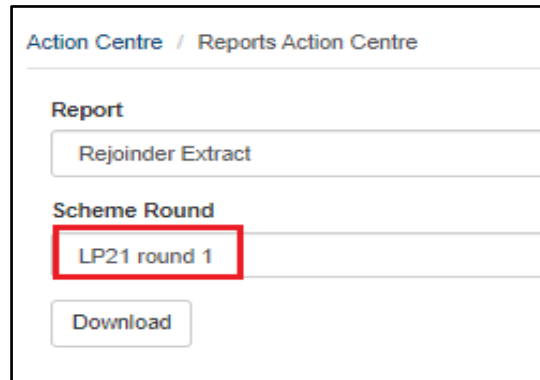 Action Centre / Reports Action Centre
Report
Rejoinder Extract
Scheme Round
LP21 round 1
Download